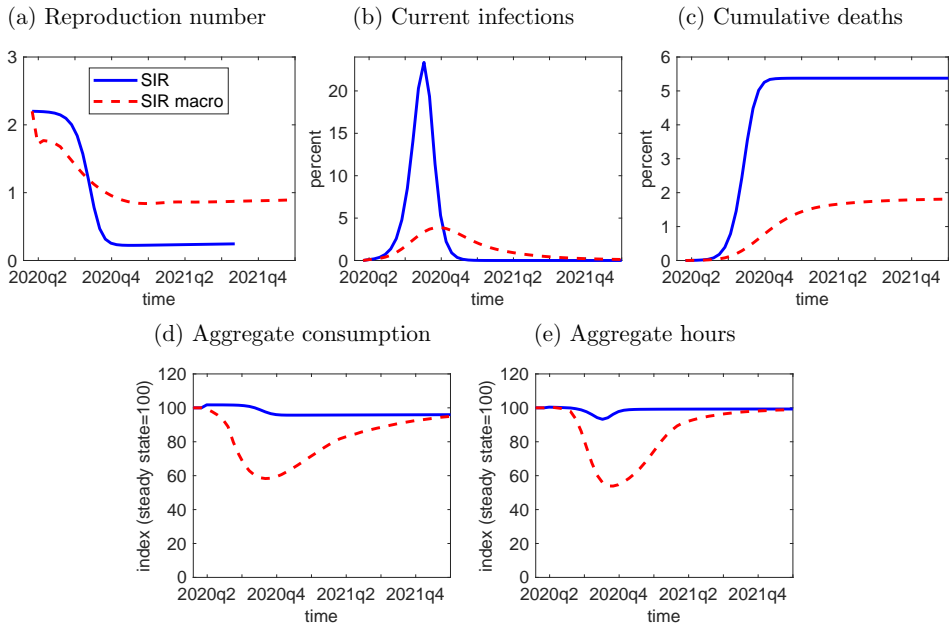 (a) Reproduction number
3
2
1
0
2020q2 2020q4 2021q2 2021q4
time
SIR
SIR macro
(b) Current infections
percent
20
15
10
5
0
2020q2 2020q4 2021q2 2021q4
time
(c) Cumulative deaths
percent
6
5
4
3
2
1
0
2020q2 2020q4 2021q2 2021q4
time
(d) Aggregate consumption
index (steady state=100)
120
100
80
60
40
20
0
2020q2 2020q4 2021q2 2021q4
time
(e) Aggregate hours
index (steady state=100)
120
100
80
60
40
20
0
2020q2 2020q4 2021q2 2021q4
time